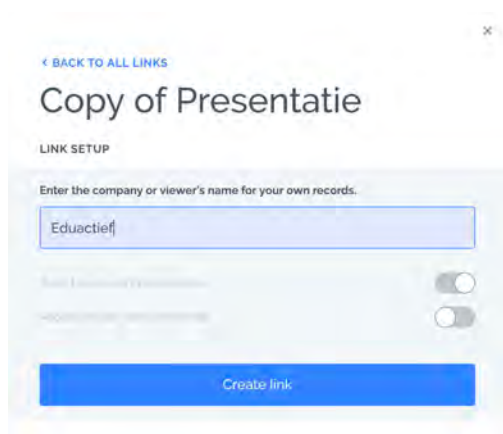 < BACK TO ALL LINKS
Copy of Presentatie
LINK SETUP
Enter the company or viewer's name for your own records.
Eduactief
Create link